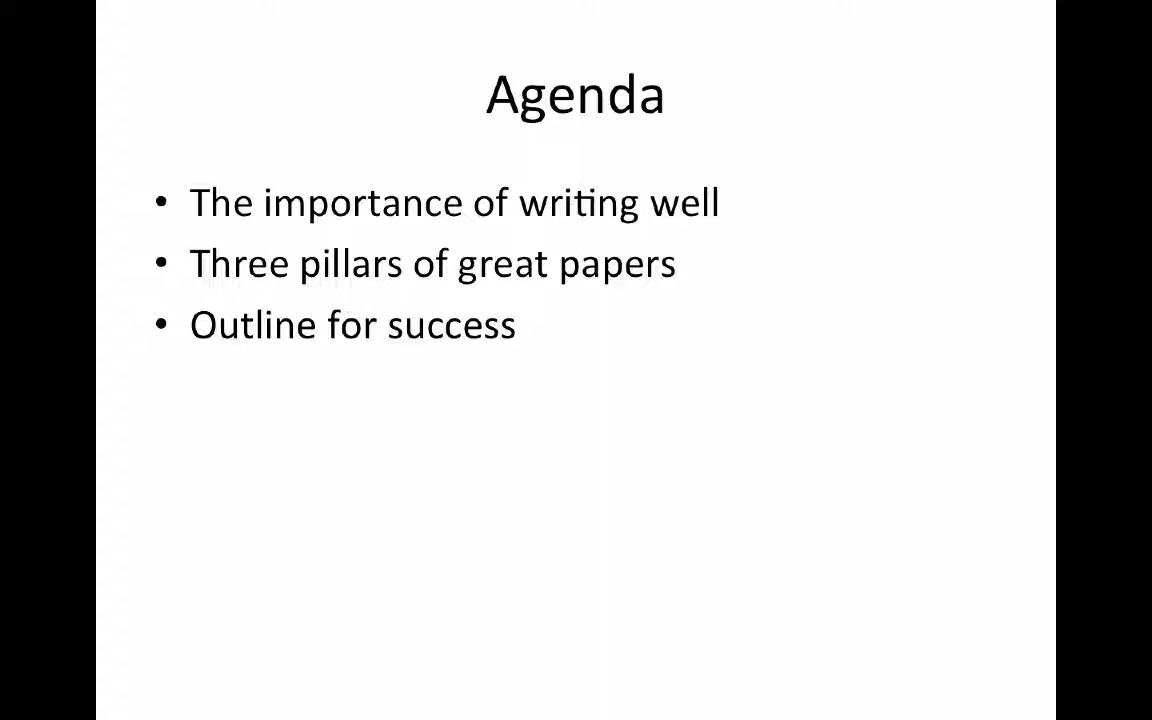 Agenda
• The importance of writing well
• Three pillars of great papers
• Outline for success